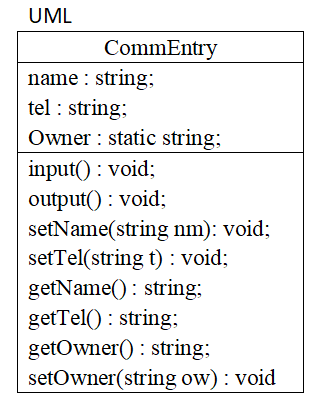 UML
CommEntry
name : string;
tel : string;
Owner : static string;
input() : void;
output() : void;
setName(string nm): void;
setTel(string t) : void;
getName() : string;
getTel() : string;
getOwner() : string;
setOwner(string ow) : void